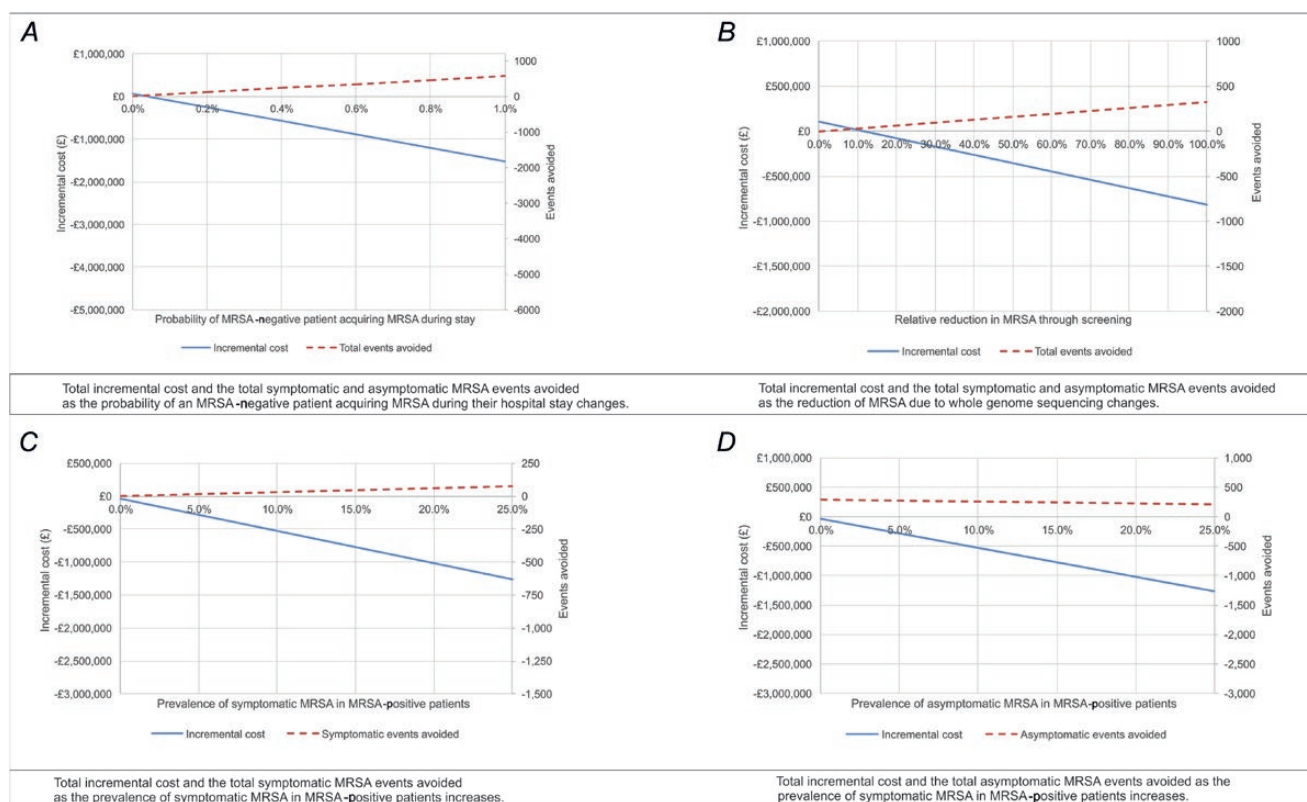 A
£1,000,000
£0
-£1,000,000
-£2,000,000
-£3,000,000
-£4,000,000
-£5,000,000
Incremental cost (£)
1000
0
-1000
-2000
-3000
-4000
-5000
-6000
Events avoided
0.0% 0.2% 0.4% 0.6% 0.8% 1.0%
Probability of MRSA-negative patient acquiring MRSA during stay
Incremental cost Total events avoided
Total incremental cost and the total symptomatic and asymptomatic MRSA events avoided
as the probability of an MRSA-negative patient acquiring MRSA during their hospital stay changes.
B
£1,000,000
£500,000
£0
-£500,000
-£1,000,000
-£1,500,000
-£2,000,000
Incremental cost (£)
1000
500
0
-500
-1000
-1500
-2000
Events avoided
0.0% 10.0% 20.0% 30.0% 40.0% 50.0% 60.0% 70.0% 80.0% 90.0% 100.0%
Relative reduction in MRSA through screening
Incremental cost Total events avoided
Total incremental cost and the total symptomatic and asymptomatic MRSA events avoided
as the reduction of MRSA due to whole genome sequencing changes.
C
£500,000
£0
-£500,000
-£1,000,000
-£1,500,000
-£2,000,000
-£2,500,000
-£3,000,000
Incremental cost (£)
250
0
-250
-500
-750
-1,000
-1,250
-1,500
Events avoided
0.0% 5.0% 10.0% 15.0% 20.0% 25.0%
Prevalence of symptomatic MRSA in MRSA-positive patients
Incremental cost Symptomatic events avoided
Total incremental cost and the total symptomatic MRSA events avoided
as the prevalence of symptomatic MRSA in MRSA-positive patients increases.
D
£1,000,000
£500,000
£0
-£500,000
-£1,000,000
-£1,500,000
-£2,000,000
-£2,500,000
-£3,000,000
Incremental cost (£)
1,000
500
0
-500
-1,000
-1,500
-2,000
-2,500
-3,000
Events avoided
0.0% 5.0% 10.0% 15.0% 20.0% 25.0%
Prevalence of asymptomatic MRSA in MRSA-positive patients
Incremental cost Asymptomatic events avoided
Total incremental cost and the total asymptomatic MRSA events avoided as the
prevalence of symptomatic MRSA in MRSA-positive patients increases.